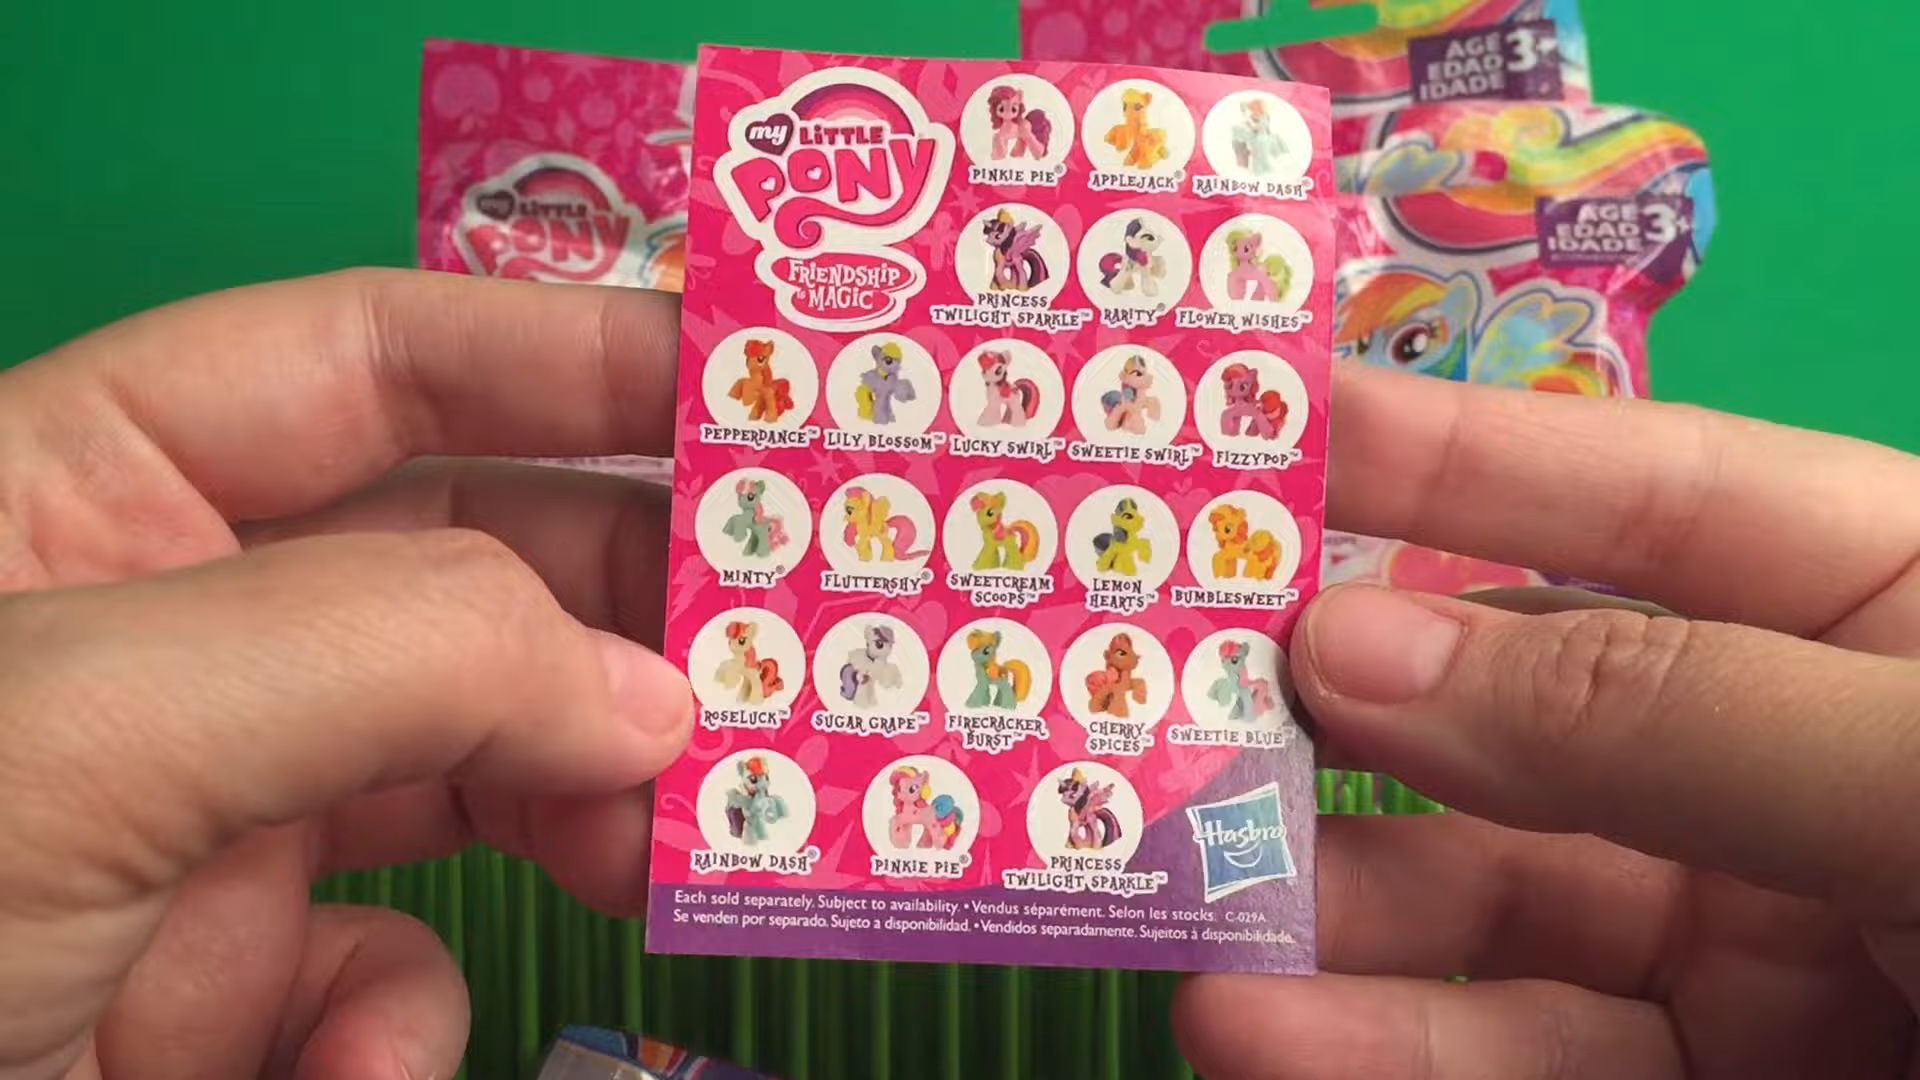 my LiTTLE
PONY
FRIENDSHIP
is MAGIC
PINKIE PIE®
APPLEJACK®
RAINBOW DASH®
PRINCESS
TWILIGHT SPARKLE™
RARITY®
FLOWER WISHES™
PEPPERDANCE™
LILY BLOSSOM™
LUCKY SWIRL™
SWEETIE SWIRL™
FIZZYPOP™
MINTY®
FLUTTERSHY®
SWEETCREAM
SCOOPS™
LEMON
HEARTS™
BUMBLESWEET™
ROSELUCK™
SUGAR GRAPE™
FIRECRACKER
BURST™
CHERRY
SPICES™
SWEETIE BLUE™
RAINBOW DASH®
PINKIE PIE®
PRINCESS
TWILIGHT SPARKLE™
Hasbro
Each sold separately. Subject to availability. • Vendus séparément. Selon les stocks. C-029A
Se venden por separado. Sujeto a disponibilidad. • Vendidos separadamente. Sujeitos à disponibilidade.
my LiTTLE
PONY
AGE
EDAD
IDADE
3+
AGE
EDAD
IDADE
3+